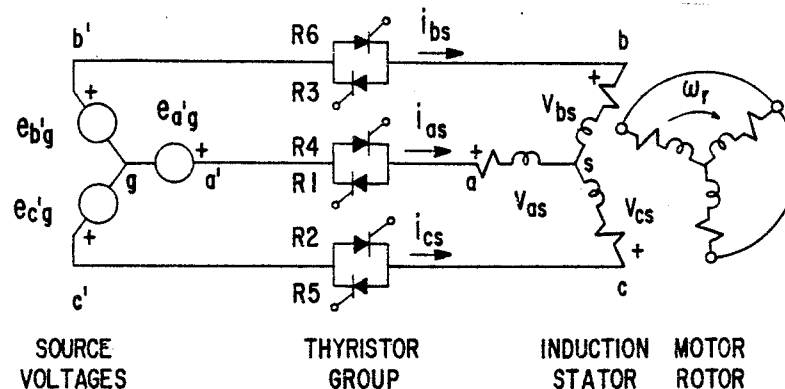 b'
R6
i_bs
b
+
R3
+
e_b'g
e_a'g
V_bs
ω_r
+
R4
i_as
+
g
a'
R1
a
s
e_c'g
V_as
V_cs
+
R2
i_cs
+
c'
R5
c
SOURCE VOLTAGES
THYRISTOR GROUP
INDUCTION STATOR
MOTOR ROTOR